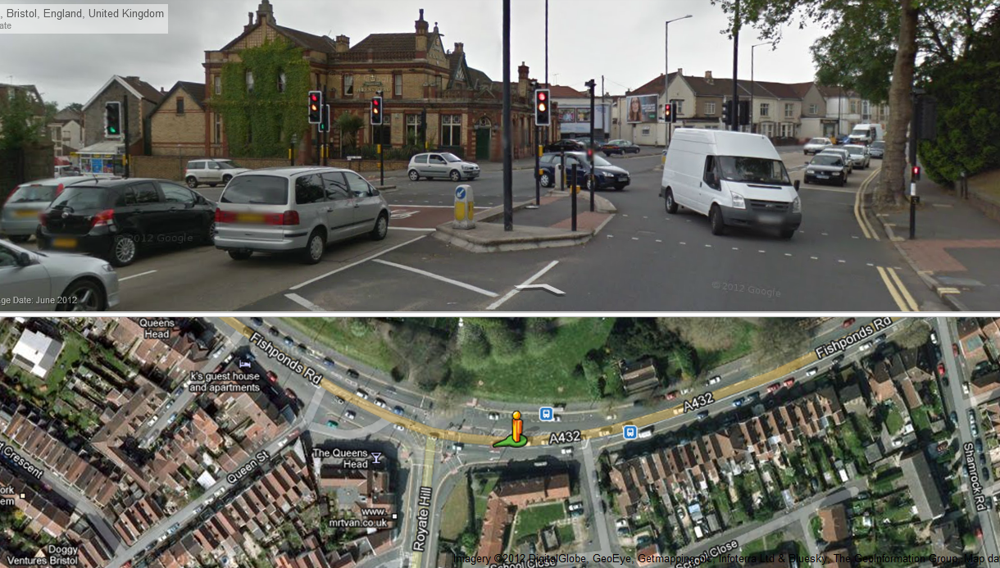 , Bristol, England, United Kingdom
ate
© 2012 Google
© 2012 Google
ge Date: June 2012
Queens
Head
Fishponds Rd
Fishponds Rd
k's guest house
and apartments
A432
A432
t Crescent
Queen St
The Queens
Head
Shamrock Rd
ork
em
www.
mrtvan.co.uk
Royate Hill
Doggy
Ventures Bristol
School Close
School Close
Imagery ©2012 DigitalGlobe, GeoEye, Getmapping plc, Infoterra Ltd & Bluesky, The GeoInformation Group, Map da